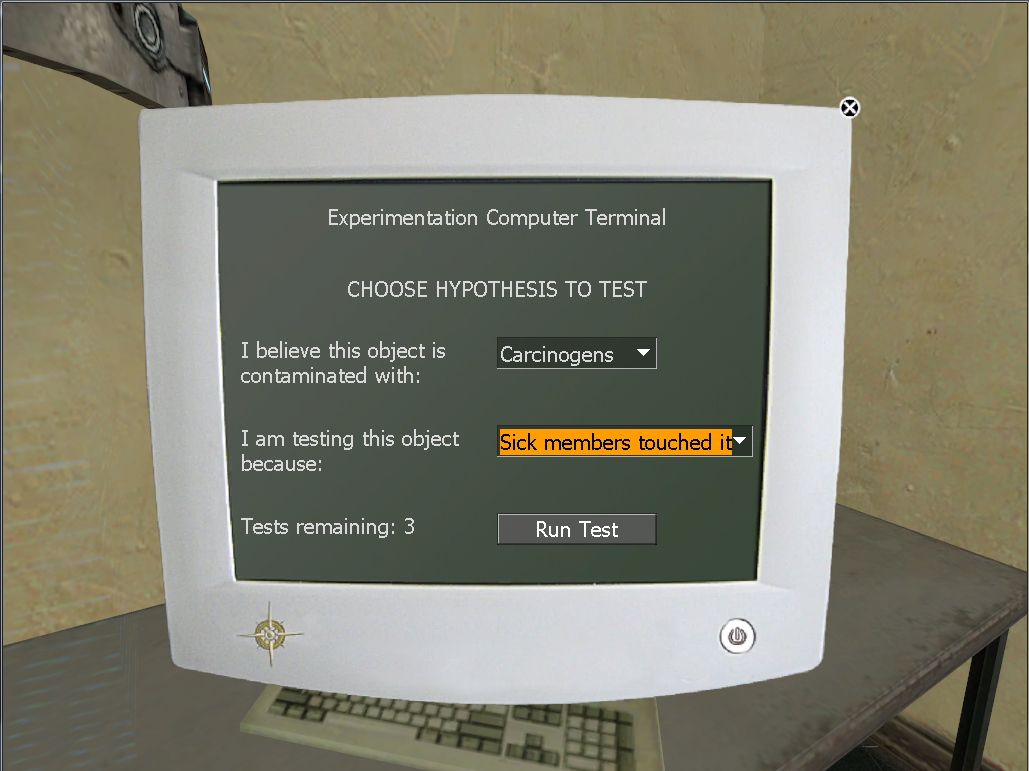 Experimentation Computer Terminal
CHOOSE HYPOTHESIS TO TEST
I believe this object is
contaminated with:
Carcinogens
I am testing this object
because:
Sick members touched it
Tests remaining: 3
Run Test